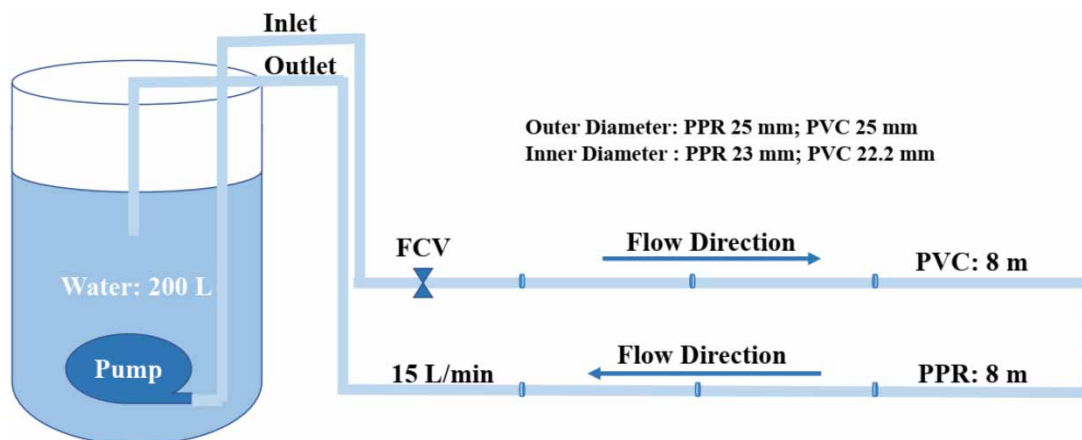 Inlet
Outlet
Outer Diameter: PPR 25 mm; PVC 25 mm
Inner Diameter : PPR 23 mm; PVC 22.2 mm
FCV
Flow Direction
PVC: 8 m
Water: 200 L
Pump
15 L/min
Flow Direction
PPR: 8 m